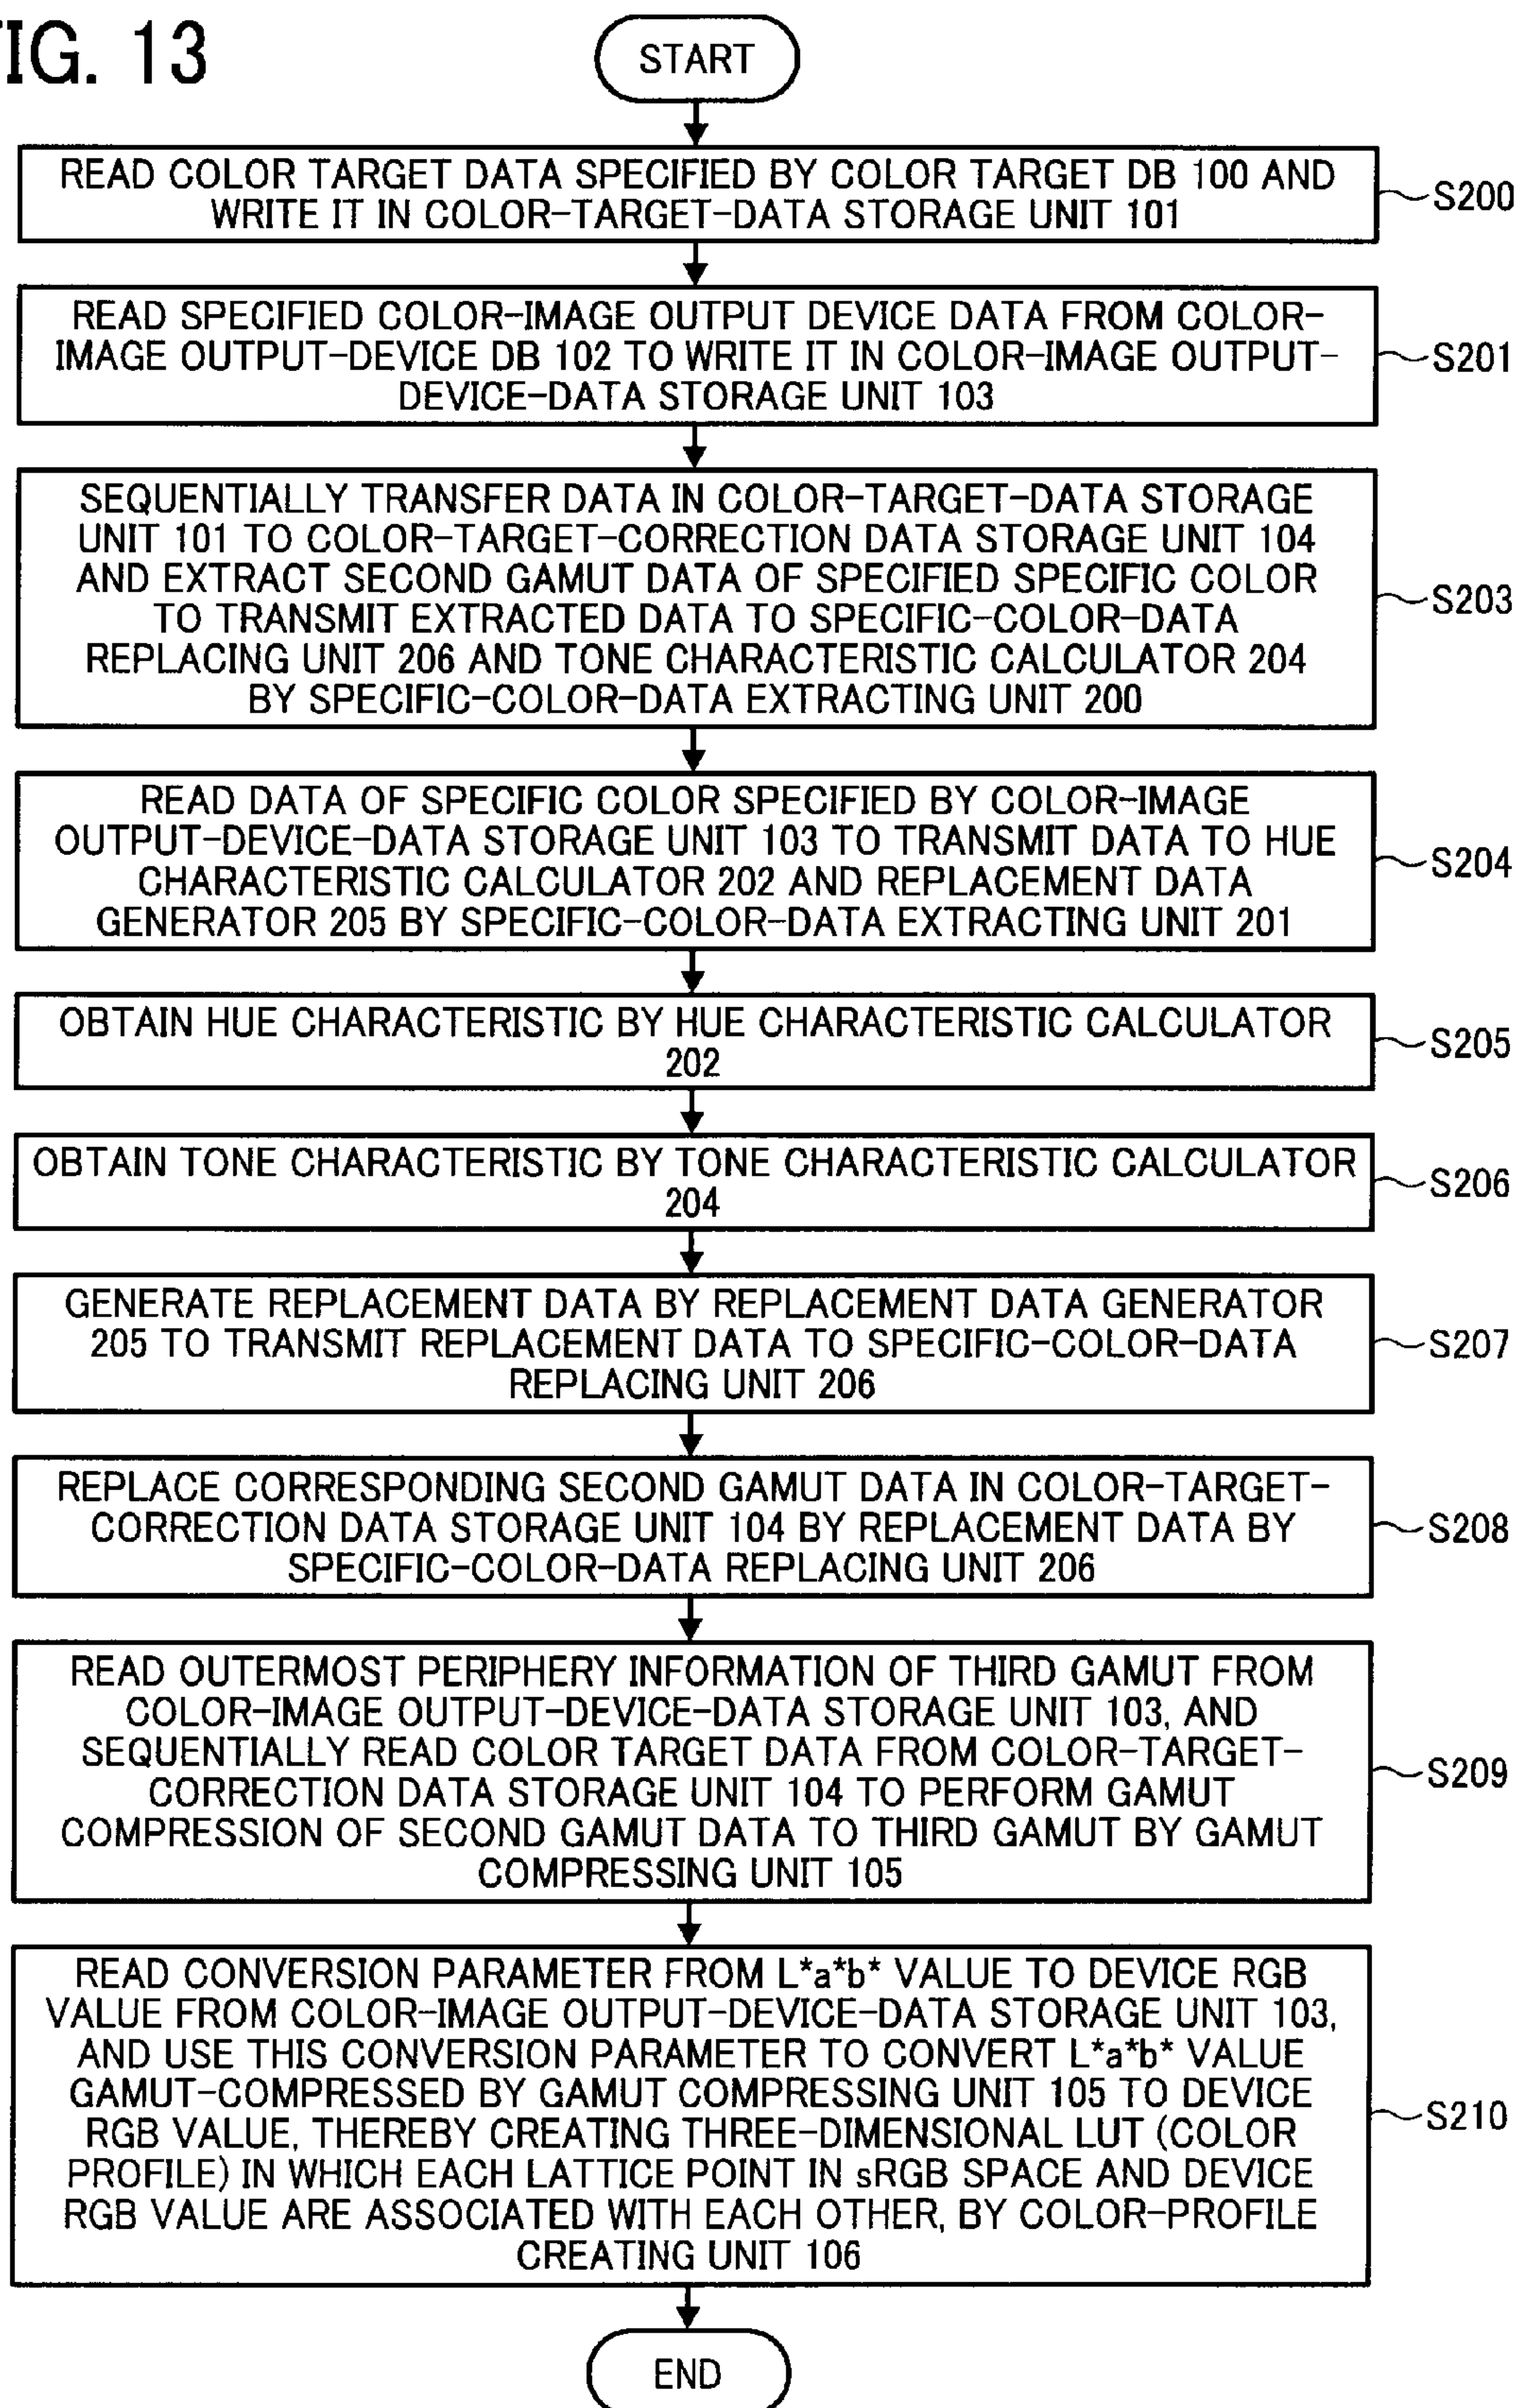 FIG. 13
START
READ COLOR TARGET DATA SPECIFIED BY COLOR TARGET DB 100 AND
WRITE IT IN COLOR-TARGET-DATA STORAGE UNIT 101
S200
READ SPECIFIED COLOR-IMAGE OUTPUT DEVICE DATA FROM COLOR-
IMAGE OUTPUT-DEVICE DB 102 TO WRITE IT IN COLOR-IMAGE OUTPUT-
DEVICE-DATA STORAGE UNIT 103
S201
SEQUENTIALLY TRANSFER DATA IN COLOR-TARGET-DATA STORAGE
UNIT 101 TO COLOR-TARGET-CORRECTION DATA STORAGE UNIT 104
AND EXTRACT SECOND GAMUT DATA OF SPECIFIED SPECIFIC COLOR
TO TRANSMIT EXTRACTED DATA TO SPECIFIC-COLOR-DATA
REPLACING UNIT 206 AND TONE CHARACTERISTIC CALCULATOR 204
BY SPECIFIC-COLOR-DATA EXTRACTING UNIT 200
S203
READ DATA OF SPECIFIC COLOR SPECIFIED BY COLOR-IMAGE
OUTPUT-DEVICE-DATA STORAGE UNIT 103 TO TRANSMIT DATA TO HUE
CHARACTERISTIC CALCULATOR 202 AND REPLACEMENT DATA
GENERATOR 205 BY SPECIFIC-COLOR-DATA EXTRACTING UNIT 201
S204
OBTAIN HUE CHARACTERISTIC BY HUE CHARACTERISTIC CALCULATOR
202
S205
OBTAIN TONE CHARACTERISTIC BY TONE CHARACTERISTIC CALCULATOR
204
S206
GENERATE REPLACEMENT DATA BY REPLACEMENT DATA GENERATOR
205 TO TRANSMIT REPLACEMENT DATA TO SPECIFIC-COLOR-DATA
REPLACING UNIT 206
S207
REPLACE CORRESPONDING SECOND GAMUT DATA IN COLOR-TARGET-
CORRECTION DATA STORAGE UNIT 104 BY REPLACEMENT DATA BY
SPECIFIC-COLOR-DATA REPLACING UNIT 206
S208
READ OUTERMOST PERIPHERY INFORMATION OF THIRD GAMUT FROM
COLOR-IMAGE OUTPUT-DEVICE-DATA STORAGE UNIT 103, AND
SEQUENTIALLY READ COLOR TARGET DATA FROM COLOR-TARGET-
CORRECTION DATA STORAGE UNIT 104 TO PERFORM GAMUT
COMPRESSION OF SECOND GAMUT DATA TO THIRD GAMUT BY GAMUT
COMPRESSING UNIT 105
S209
READ CONVERSION PARAMETER FROM L*a*b* VALUE TO DEVICE RGB
VALUE FROM COLOR-IMAGE OUTPUT-DEVICE-DATA STORAGE UNIT 103,
AND USE THIS CONVERSION PARAMETER TO CONVERT L*a*b* VALUE
GAMUT-COMPRESSED BY GAMUT COMPRESSING UNIT 105 TO DEVICE
RGB VALUE, THEREBY CREATING THREE-DIMENSIONAL LUT (COLOR
PROFILE) IN WHICH EACH LATTICE POINT IN sRGB SPACE AND DEVICE
RGB VALUE ARE ASSOCIATED WITH EACH OTHER, BY COLOR-PROFILE
CREATING UNIT 106
S210
END